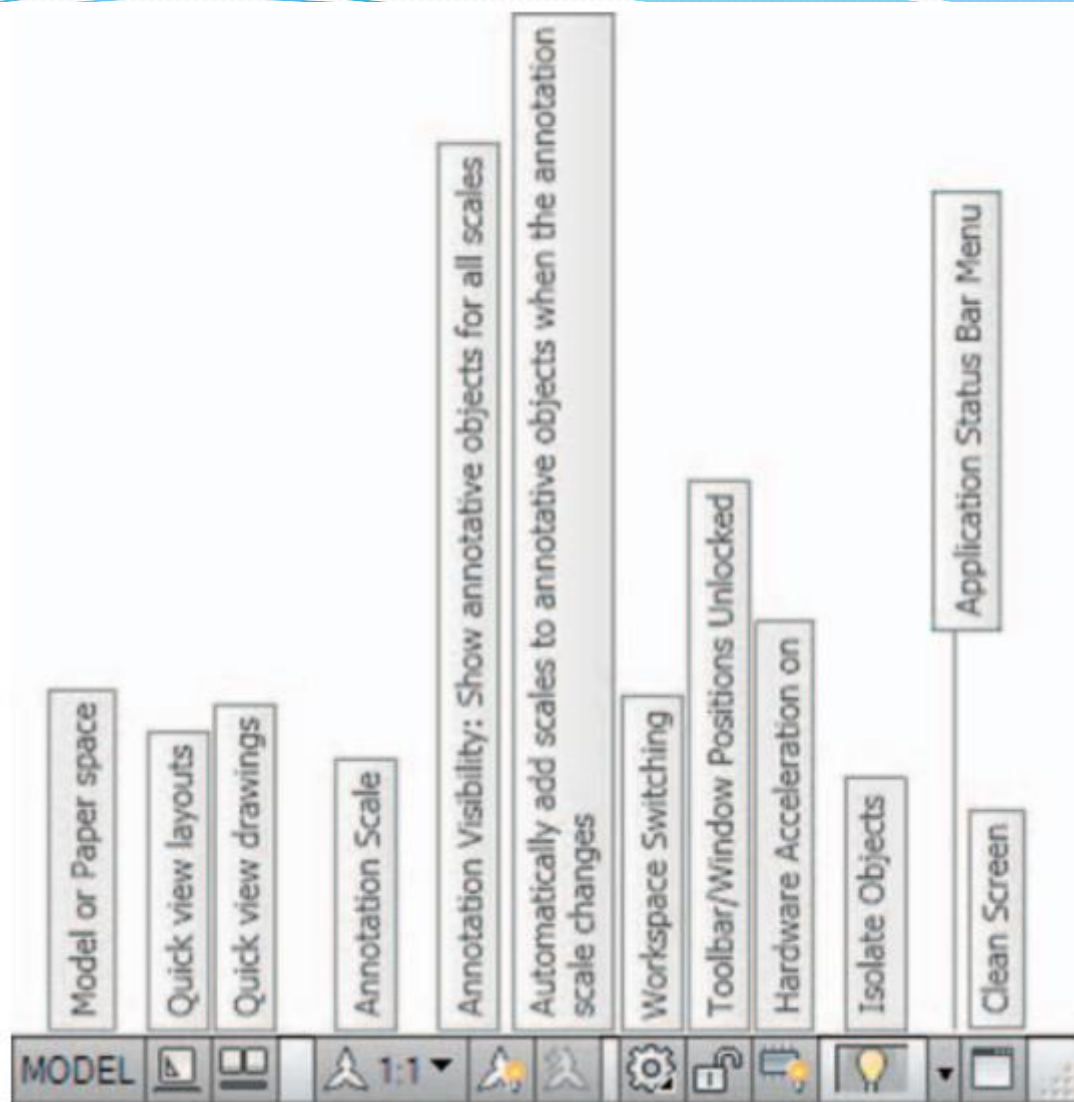 MODEL
Model or Paper space
Quick view layouts
Quick view drawings
1:1
Annotation Scale
Annotation Visibility: Show annotative objects for all scales
Automatically add scales to annotative objects when the annotation
scale changes
Workspace Switching
Toolbar/Window Positions Unlocked
Hardware Acceleration on
Isolate Objects
Application Status Bar Menu
Clean Screen